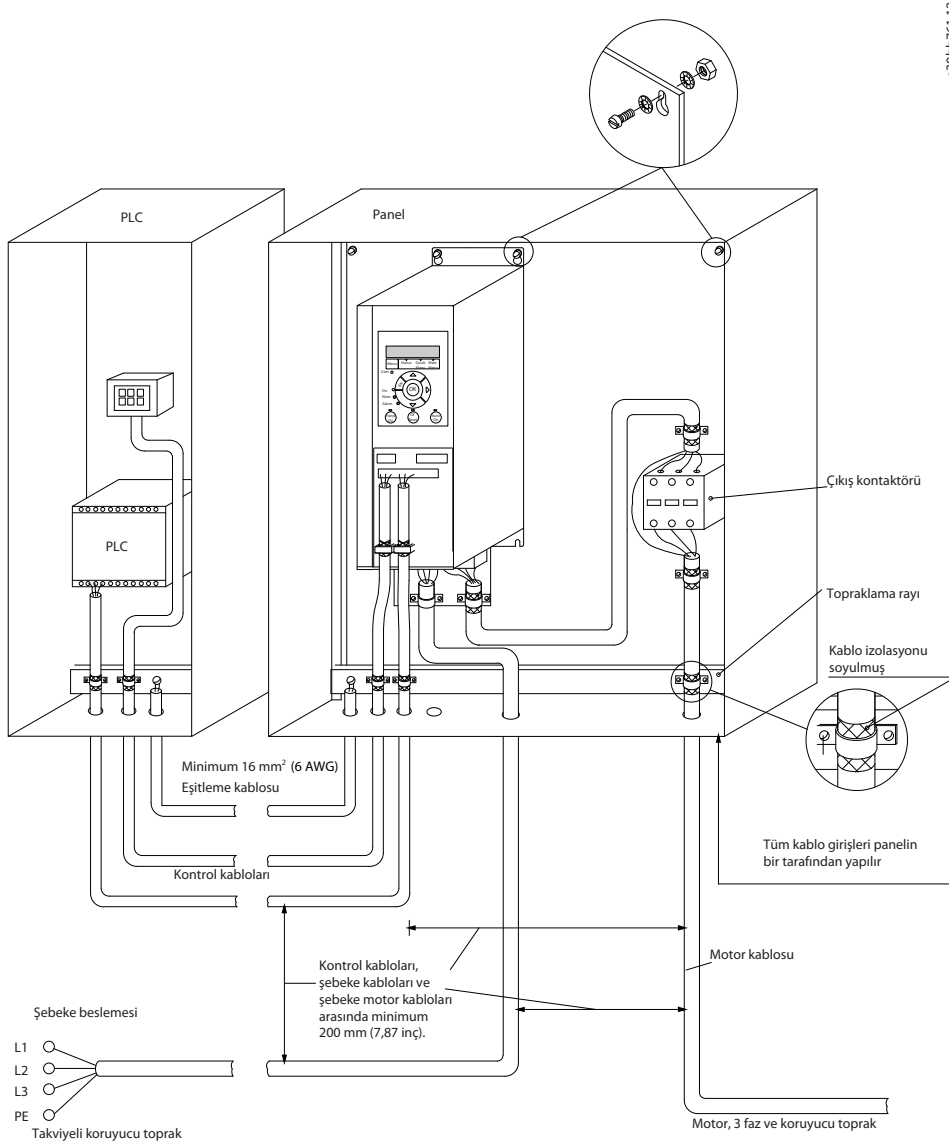 PLC
Panel
PLC
OK
Çıkış kontaktörü
Topraklama rayı
Kablo izolasyonu
soyulmuş
Minimum 16 mm² (6 AWG)
Eşitleme kablosu
Kontrol kabloları
Tüm kablo girişleri panelin
bir tarafından yapılır
Kontrol kabloları,
şebeke kabloları ve
şebeke motor kabloları
arasında minimum
200 mm (7,87 inç).
Motor kablosu
Şebeke beslemesi
L1
L2
L3
PE
Takviyeli koruyucu toprak
Motor, 3 faz ve koruyucu toprak